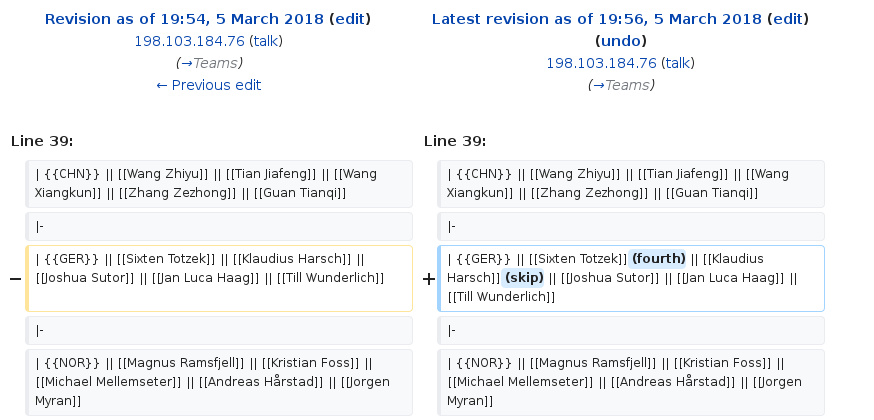 Revision as of 19:54, 5 March 2018 (edit)
198.103.184.76 (talk)
(→Teams)
← Previous edit
Latest revision as of 19:56, 5 March 2018 (edit)
(undo)
198.103.184.76 (talk)
(→Teams)
Line 39:
Line 39:
| {{CHN}} || [[Wang Zhiyu]] || [[Tian Jiafeng]] || [[Wang
Xiangkun]] || [[Zhang Zezhong]] || [[Guan Tianqi]]
| {{CHN}} || [[Wang Zhiyu]] || [[Tian Jiafeng]] || [[Wang
Xiangkun]] || [[Zhang Zezhong]] || [[Guan Tianqi]]
|-
|-
− | {{GER}} || [[Sixten Totzek]] || [[Klaudius Harsch]] ||
[[Joshua Sutor]] || [[Jan Luca Haag]] || [[Till Wunderlich]]
+ | {{GER}} || [[Sixten Totzek]] (fourth) || [[Klaudius
Harsch]] (skip) || [[Joshua Sutor]] || [[Jan Luca Haag]] ||
[[Till Wunderlich]]
|-
|-
| {{NOR}} || [[Magnus Ramsfjell]] || [[Kristian Foss]] ||
[[Michael Mellemseter]] || [[Andreas Hårstad]] || [[Jorgen
Myran]]
| {{NOR}} || [[Magnus Ramsfjell]] || [[Kristian Foss]] ||
[[Michael Mellemseter]] || [[Andreas Hårstad]] || [[Jorgen
Myran]]